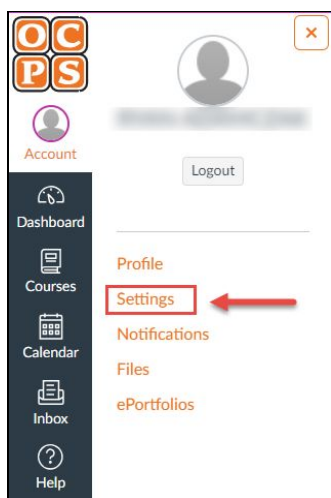 OC
PS
Account
Dashboard
Courses
Calendar
Inbox
Help
×
Logout
Profile
Settings
Notifications
Files
ePortfolios